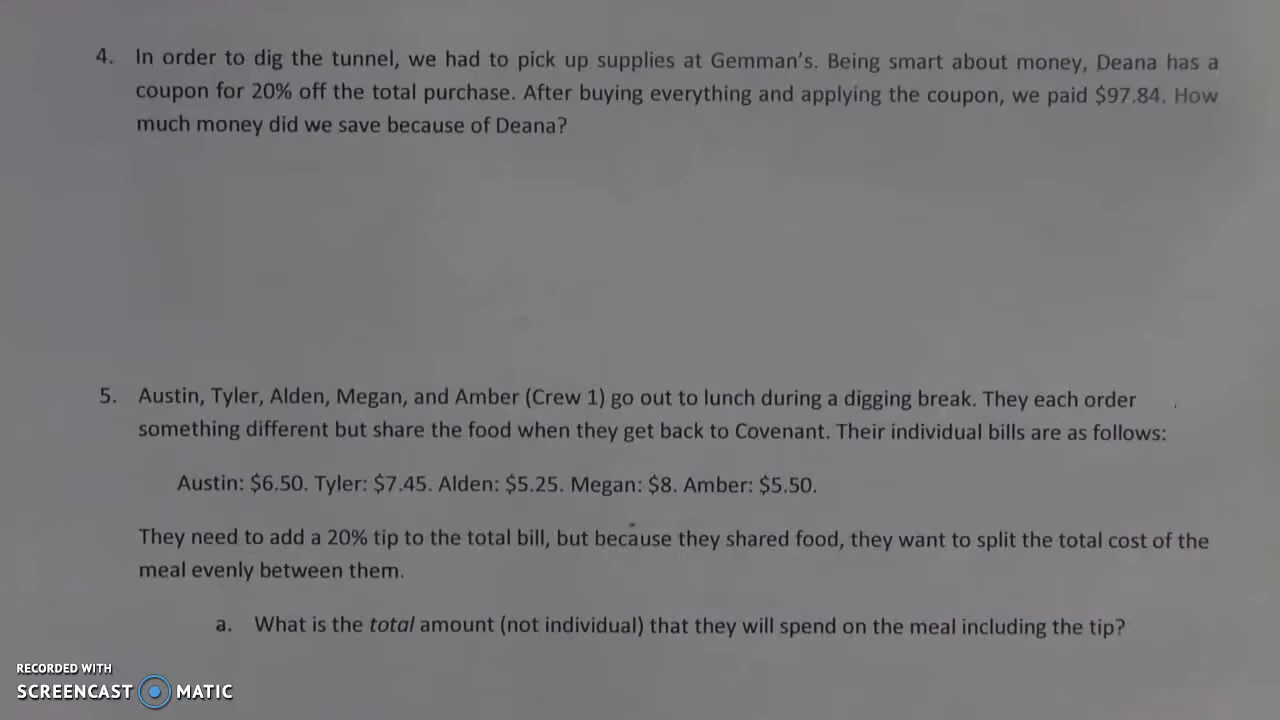 4. In order to dig the tunnel, we had to pick up supplies at Gemman's. Being smart about money, Deana has a
coupon for 20% off the total purchase. After buying everything and applying the coupon, we paid $97.84. How
much money did we save because of Deana?
5. Austin, Tyler, Alden, Megan, and Amber (Crew 1) go out to lunch during a digging break. They each order
something different but share the food when they get back to Covenant. Their individual bills are as follows:
Austin: $6.50. Tyler: $7.45. Alden: $5.25. Megan: $8. Amber: $5.50.
They need to add a 20% tip to the total bill, but because they shared food, they want to split the total cost of the
meal evenly between them.
a. What is the total amount (not individual) that they will spend on the meal including the tip?
RECORDED WITH
SCREENCAST MATIC